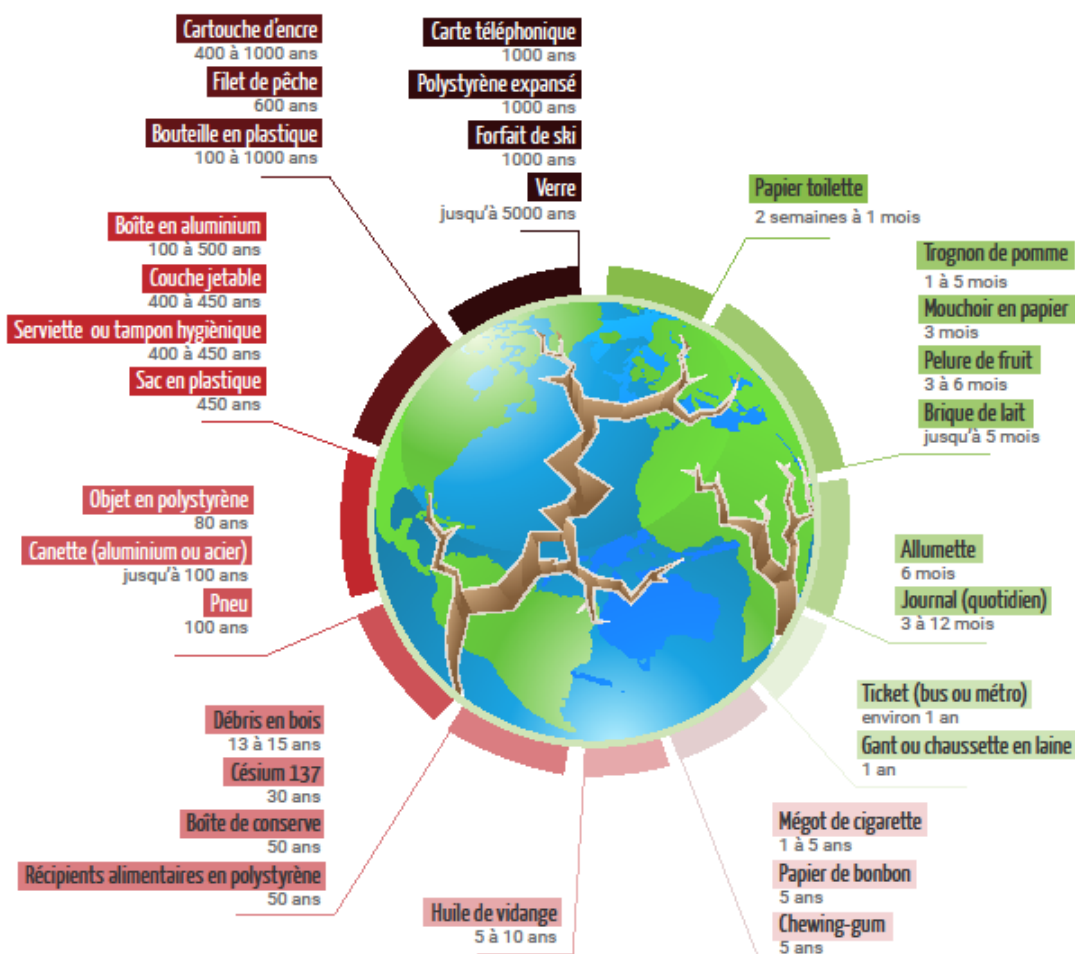 Cartouche d'encre
400 à 1000 ans
Filet de pêche
600 ans
Bouteille en plastique
100 à 1000 ans
Carte téléphonique
1000 ans
Polystyrène expansé
1000 ans
Forfait de ski
1000 ans
Verre
jusqu'à 5000 ans
Papier toilette
2 semaines à 1 mois
Trognon de pomme
1 à 5 mois
Mouchoir en papier
3 mois
Pelure de fruit
3 à 6 mois
Brique de lait
jusqu'à 5 mois
Boîte en aluminium
100 à 500 ans
Couche jetable
400 à 450 ans
Serviette ou tampon hygiènique
400 à 450 ans
Sac en plastique
450 ans
Objet en polystyrène
80 ans
Canette (aluminium ou acier)
jusqu'à 100 ans
Pneu
100 ans
Allumette
6 mois
Journal (quotidien)
3 à 12 mois
Ticket (bus ou métro)
environ 1 an
Gant ou chaussette en laine
1 an
Débris en bois
13 à 15 ans
Césium 137
30 ans
Boîte de conserve
50 ans
Récipients alimentaires en polystyrène
50 ans
Huile de vidange
5 à 10 ans
Mégot de cigarette
1 à 5 ans
Papier de bonbon
5 ans
Chewing-gum
5 ans